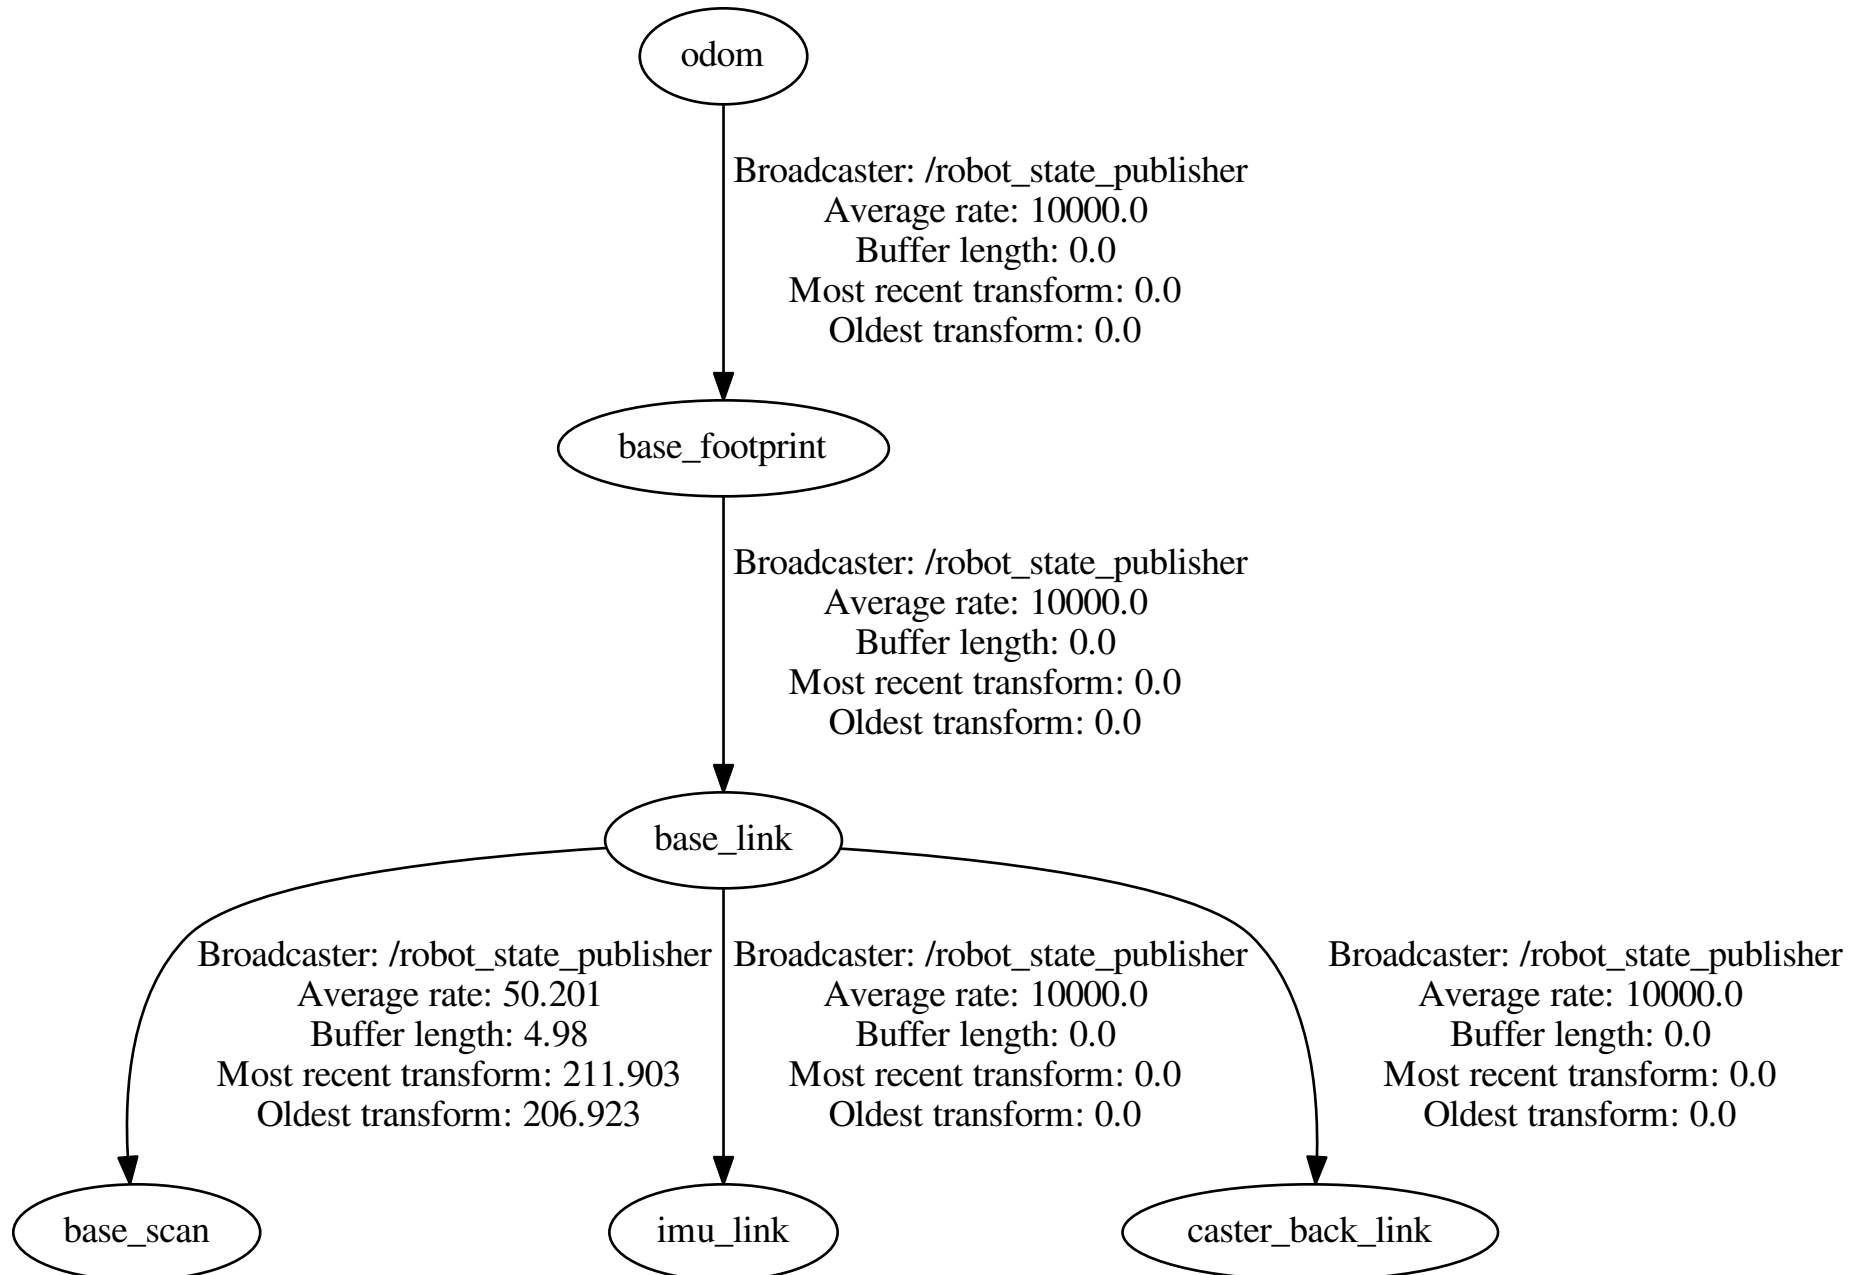 odom
Broadcaster: /robot_state_publisher
Average rate: 10000.0
Buffer length: 0.0
Most recent transform: 0.0
Oldest transform: 0.0
base_footprint
Broadcaster: /robot_state_publisher
Average rate: 10000.0
Buffer length: 0.0
Most recent transform: 0.0
Oldest transform: 0.0
base_link
Broadcaster: /robot_state_publisher
Average rate: 50.201
Buffer length: 4.98
Most recent transform: 211.903
Oldest transform: 206.923
Broadcaster: /robot_state_publisher
Average rate: 10000.0
Buffer length: 0.0
Most recent transform: 0.0
Oldest transform: 0.0
Broadcaster: /robot_state_publisher
Average rate: 10000.0
Buffer length: 0.0
Most recent transform: 0.0
Oldest transform: 0.0
base_scan
imu_link
caster_back_link